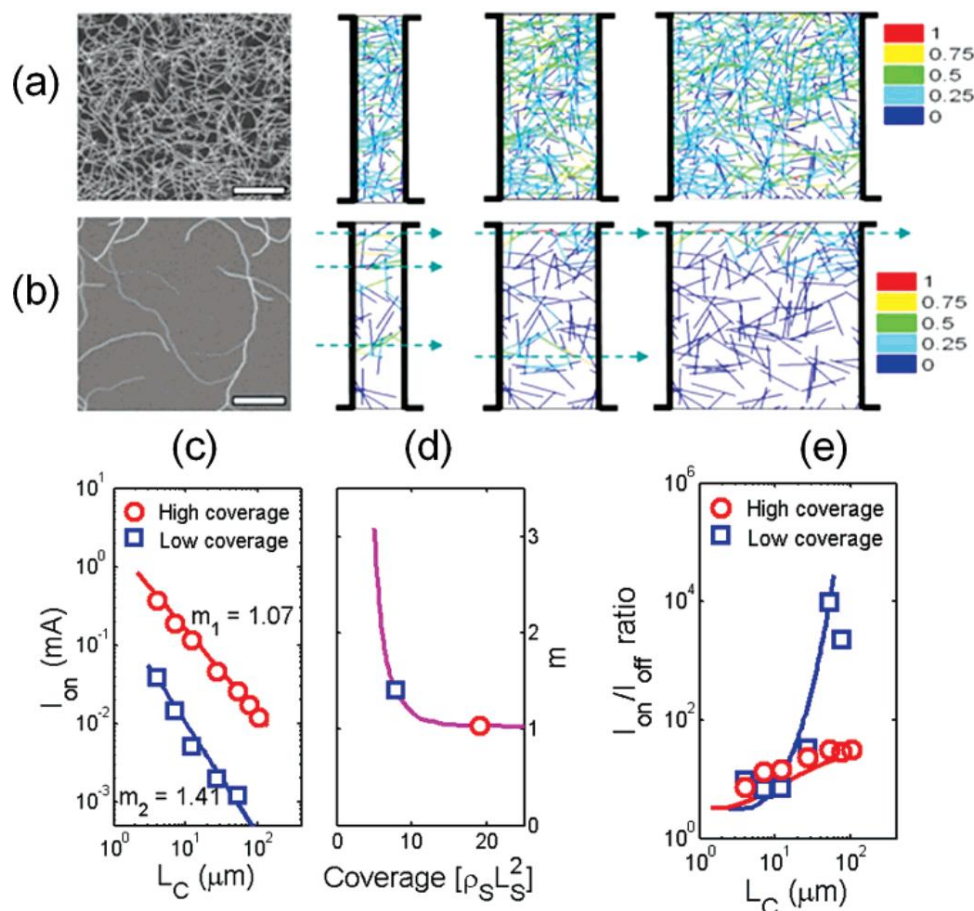 (a)
1
0.75
0.5
0.25
0
(b)
1
0.75
0.5
0.25
0
(c)
10^1
10^0
10^-1
10^-2
10^-3
I_on (mA)
High coverage
Low coverage
m_1 = 1.07
m_2 = 1.41
10^0 10^1 10^2
L_C (μm)
(d)
3
2
1
0
m
0 10 20
Coverage [ρ_S L_S^2]
(e)
10^6
10^4
10^2
10^0
I_on/I_off ratio
High coverage
Low coverage
10^0 10^1 10^2
L_C (μm)